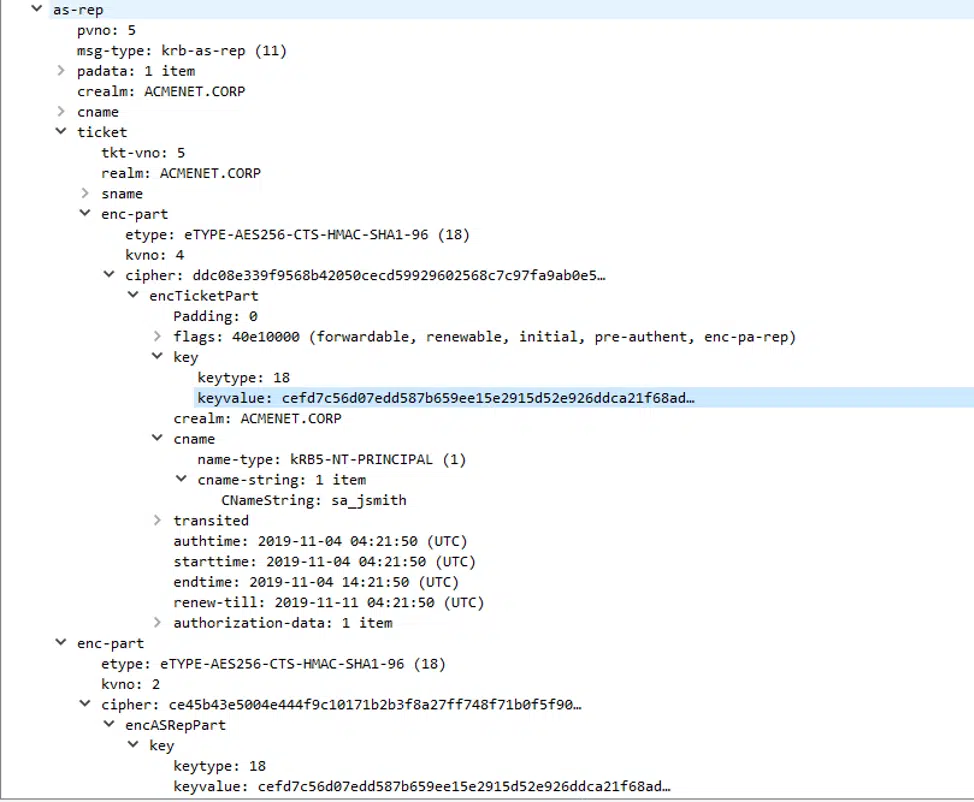 as-rep
pvno: 5
msg-type: krb-as-rep (11)
padata: 1 item
crealm: ACMENET.CORP
cname
ticket
tkt-vno: 5
realm: ACMENET.CORP
sname
enc-part
etype: eTYPE-AES256-CTS-HMAC-SHA1-96 (18)
kvno: 4
cipher: ddc08e339f9568b42050cecd59929602568c7c97fa9ab0e5…
encTicketPart
Padding: 0
flags: 40e10000 (forwardable, renewable, initial, pre-authent, enc-pa-rep)
key
keytype: 18
keyvalue: cefd7c56d07edd587b659ee15e2915d52e926ddca21f68ad…
crealm: ACMENET.CORP
cname
name-type: kRB5-NT-PRINCIPAL (1)
cname-string: 1 item
CNameString: sa_jsmith
transited
authtime: 2019-11-04 04:21:50 (UTC)
starttime: 2019-11-04 04:21:50 (UTC)
endtime: 2019-11-04 14:21:50 (UTC)
renew-till: 2019-11-11 04:21:50 (UTC)
authorization-data: 1 item
enc-part
etype: eTYPE-AES256-CTS-HMAC-SHA1-96 (18)
kvno: 2
cipher: ce45b43e5004e444f9c10171b2b3f8a27ff748f71b0f5f90…
encASRepPart
key
keytype: 18
keyvalue: cefd7c56d07edd587b659ee15e2915d52e926ddca21f68ad…